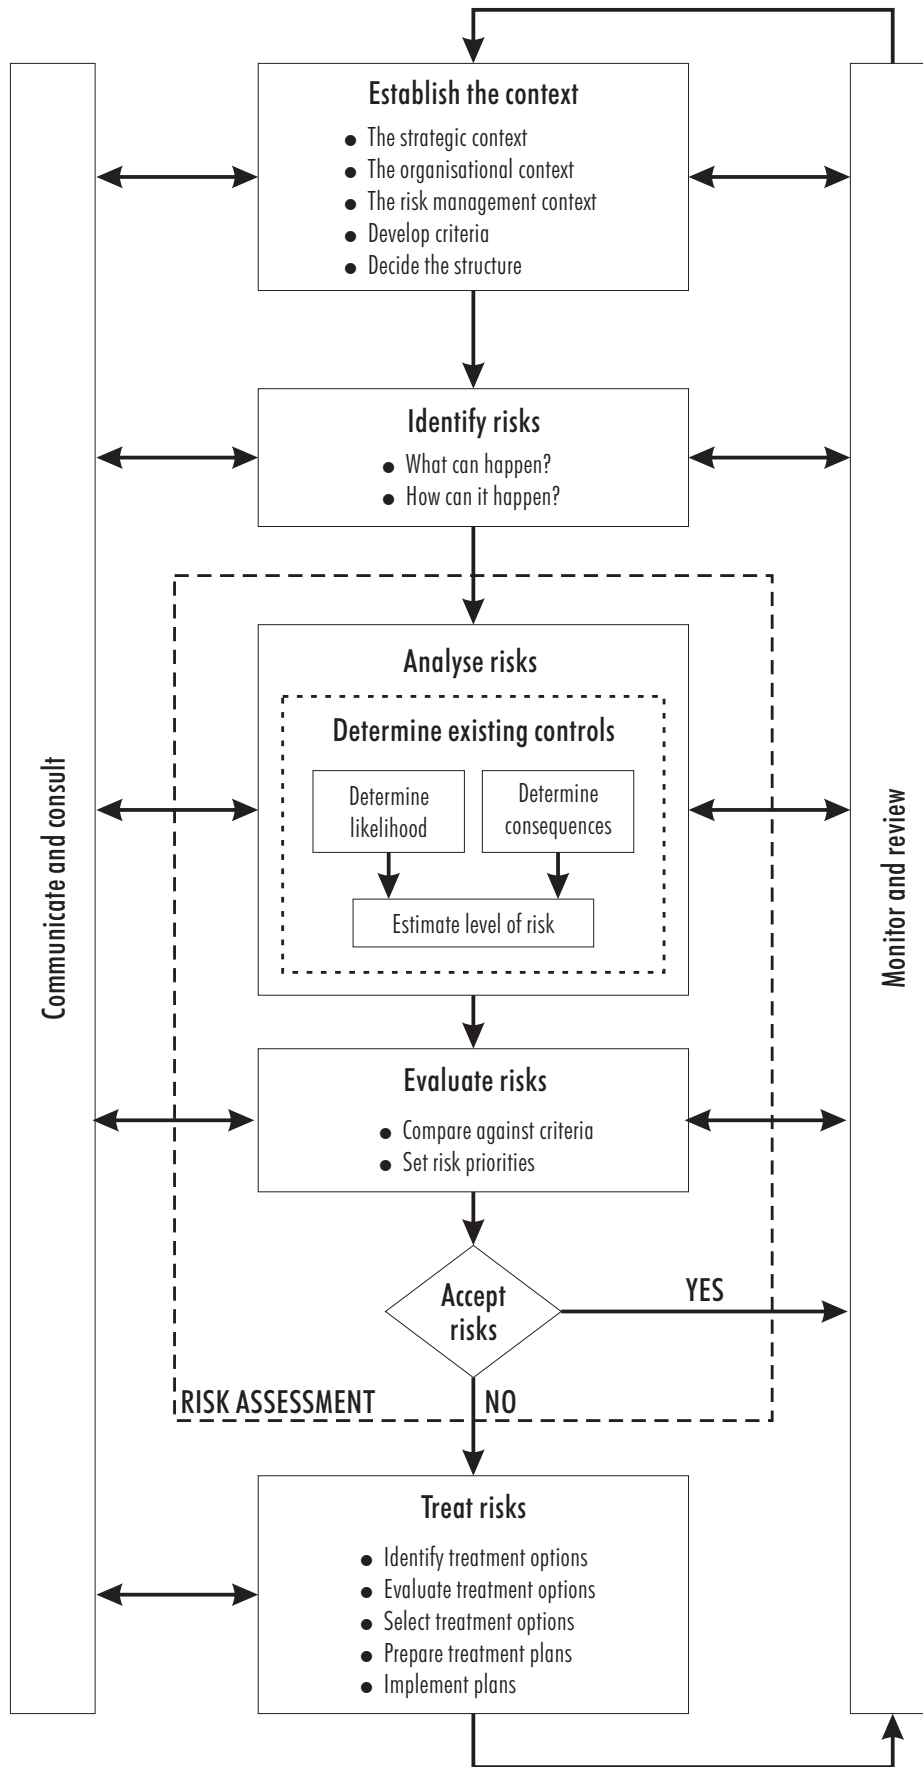 Establish the context
● The strategic context
● The organisational context
● The risk management context
● Develop criteria
● Decide the structure
Identify risks
● What can happen?
● How can it happen?
Analyse risks
Determine existing controls
Determine
likelihood
Determine
consequences
Estimate level of risk
Communicate and consult
Monitor and review
Evaluate risks
● Compare against criteria
● Set risk priorities
Accept
risks
YES
RISK ASSESSMENT
NO
Treat risks
● Identify treatment options
● Evaluate treatment options
● Select treatment options
● Prepare treatment plans
● Implement plans